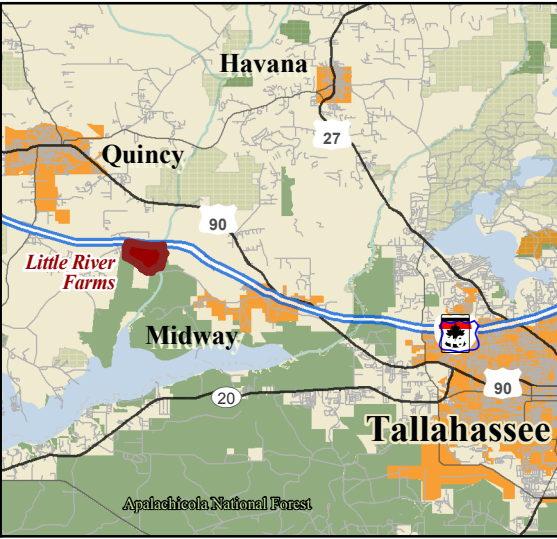 Havana
27
Quincy
90
Little River
Farms
Midway
20
90
Tallahassee
Apalachicola National Forest